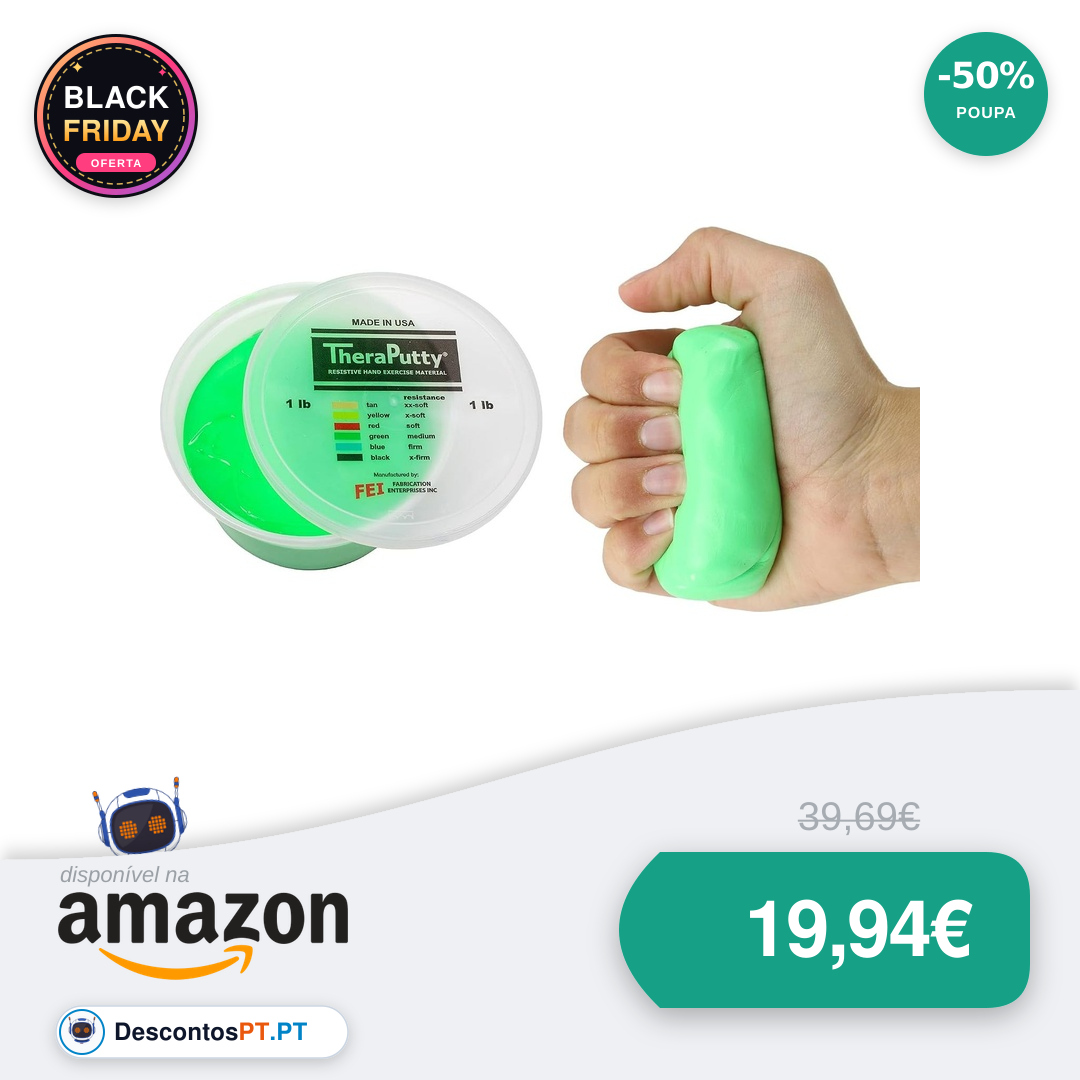 BLACK
FRIDAY
OFERTA
-50%
POUPA
MADE IN USA
TheraPutty®
RESISTIVE HAND EXERCISE MATERIAL
resistance
1 lb
1 lb
tan xx-soft
yellow x-soft
red soft
green medium
blue firm
black x-firm
Manufactured by:
FEI FABRICATION
ENTERPRISES INC
39,69€
19,94€
disponível na
amazon
DescontosPT.PT